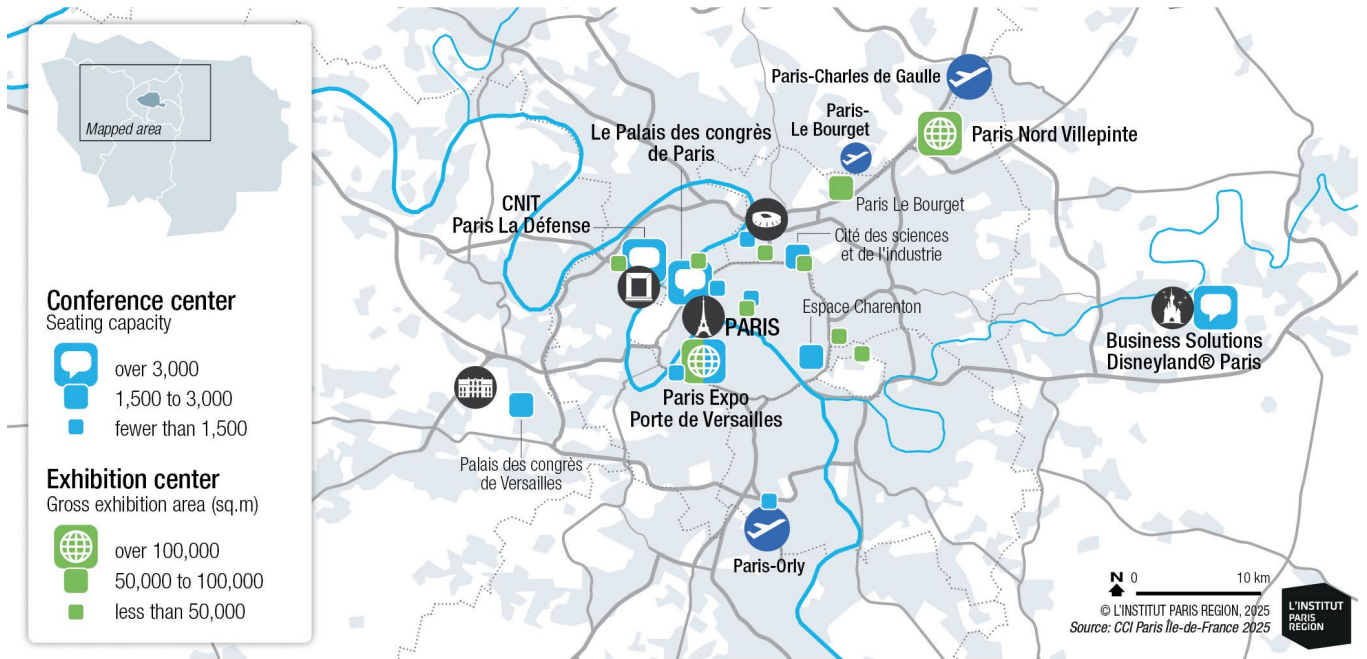 Mapped area
Conference center
Seating capacity
over 3,000
1,500 to 3,000
fewer than 1,500
Exhibition center
Gross exhibition area (sq.m)
over 100,000
50,000 to 100,000
less than 50,000
Paris-Charles de Gaulle
Paris-
Le Bourget
Paris Nord Villepinte
Le Palais des congrès
de Paris
Paris Le Bourget
CNIT
Paris La Défense
Cité des sciences
et de l'industrie
Espace Charenton
PARIS
Business Solutions
Disneyland® Paris
Paris Expo
Porte de Versailles
Palais des congrès
de Versailles
Paris-Orly
N 0 10 km
© L'INSTITUT PARIS REGION, 2025
Source: CCI Paris Île-de-France 2025
L'INSTITUT
PARIS
REGION